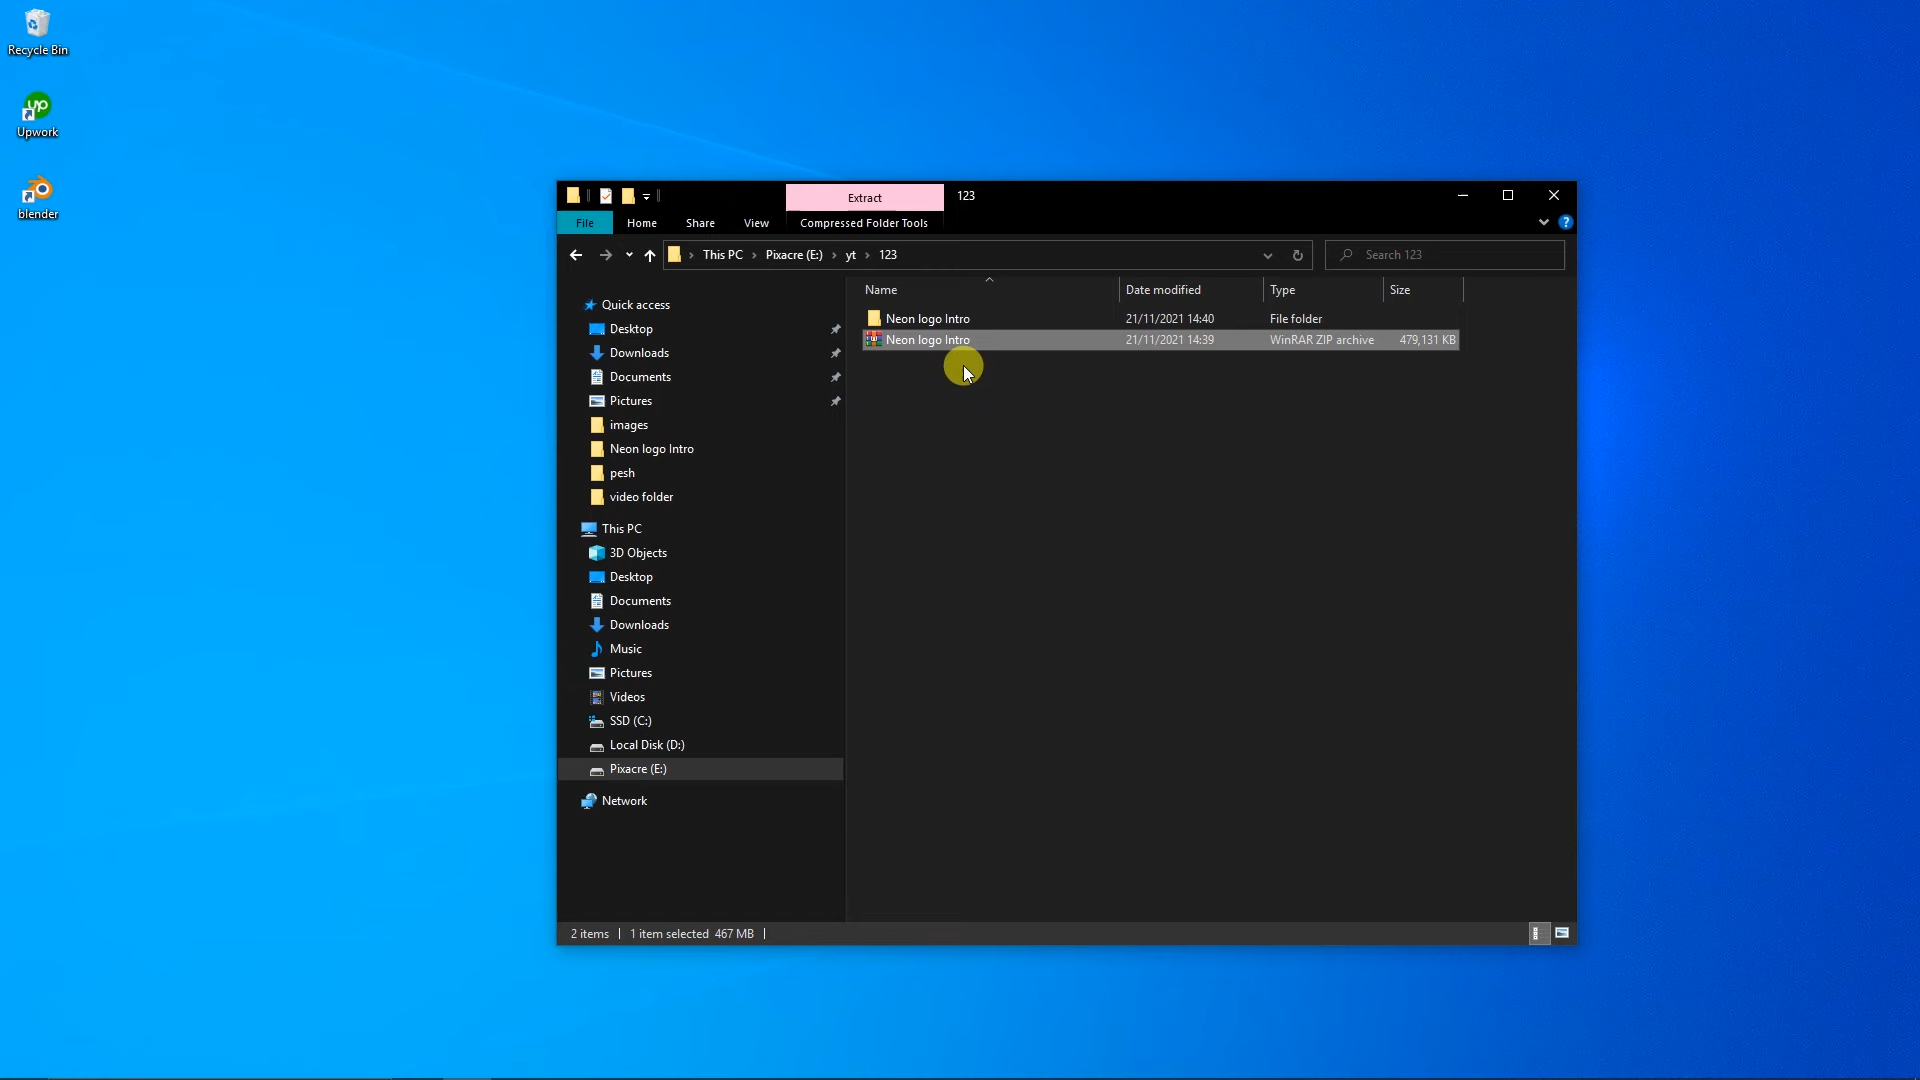 Recycle Bin
Upwork
blender
Extract
123
File
Home
Share
View
Compressed Folder Tools
This PC
Pixacre (E:)
yt
123
Search 123
Name
Date modified
Type
Size
Neon logo Intro
21/11/2021 14:40
File folder
Neon logo Intro
21/11/2021 14:39
WinRAR ZIP archive
479,131 KB
Quick access
Desktop
Downloads
Documents
Pictures
images
Neon logo Intro
pesh
video folder
This PC
3D Objects
Desktop
Documents
Downloads
Music
Pictures
Videos
SSD (C:)
Local Disk (D:)
Pixacre (E:)
Network
2 items
1 item selected 467 MB